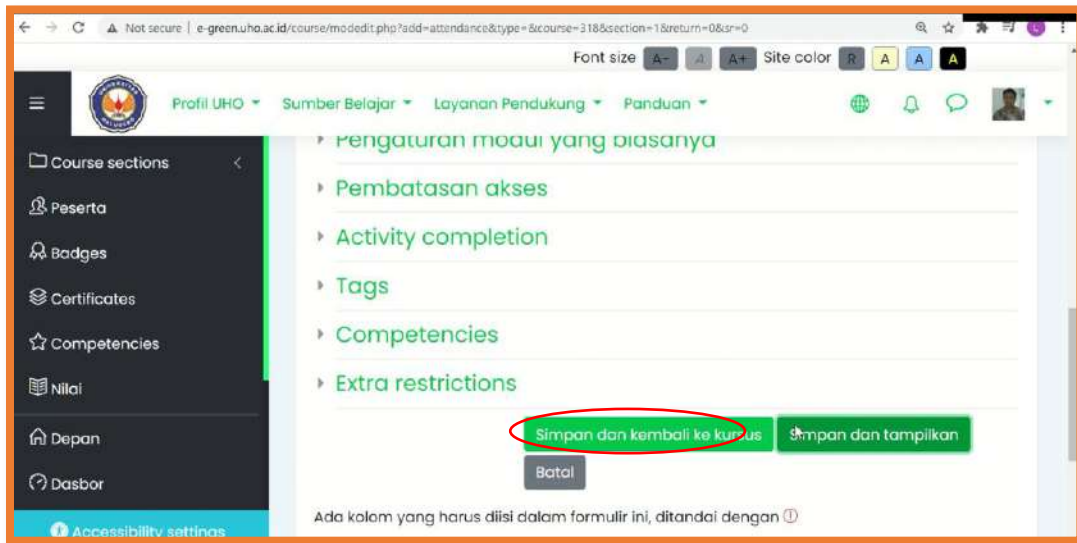 Not secure | e-green.uho.ac.id/course/modedit.php?add=attendance&type=&course=318&section=1&return=0&sr=0
Font size A- A A+ Site color R A A A
Profil UHO Sumber Belajar Layanan Pendukung Panduan
Pengaturan modul yang biasanya
Course sections
Pembatasan akses
Peserta
Activity completion
Badges
Tags
Certificates
Competencies
Competencies
Extra restrictions
Nilai
Simpan dan kembali ke kursus Simpan dan tampilkan
Depan
Batal
Dasbor
Ada kolom yang harus diisi dalam formulir ini, ditandai dengan
Accessibility settings